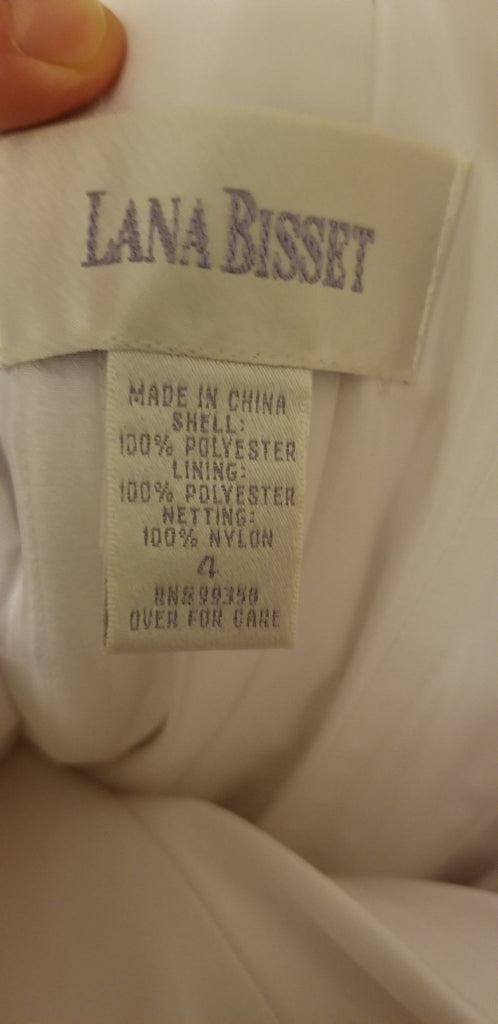 LANA BISSET
MADE IN CHINA
SHELL:
100% POLYESTER
LINING:
100% POLYESTER
NETTING:
100% NYLON
4
RN# 99350
OVER FOR CARE